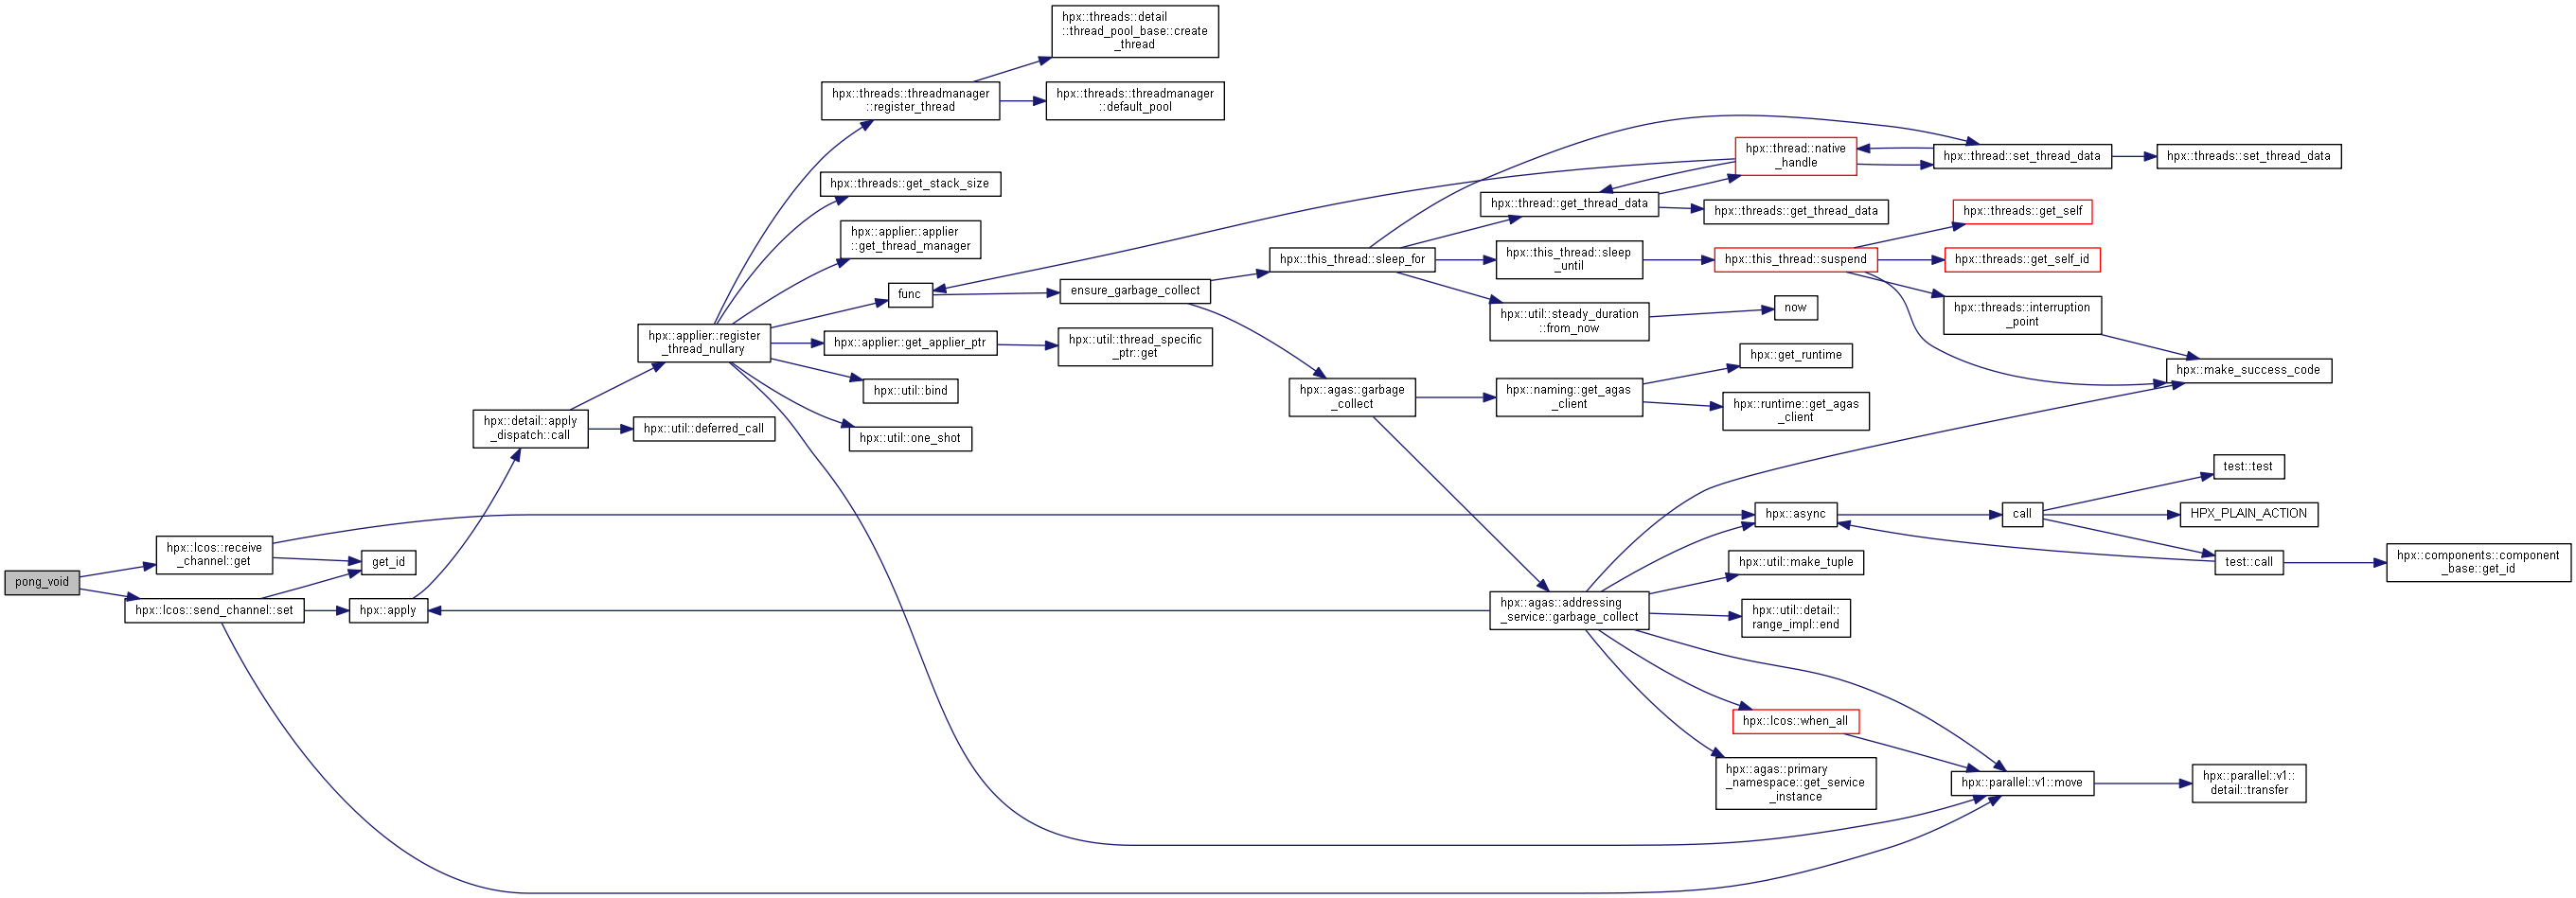 hpx::threads::detail
::thread_pool_base::create
_thread
hpx::threads::threadmanager
::register_thread
hpx::threads::threadmanager
::default_pool
hpx::thread::native
_handle
hpx::thread::set_thread_data
hpx::threads::set_thread_data
hpx::threads::get_stack_size
hpx::thread::get_thread_data
hpx::threads::get_thread_data
hpx::threads::get_self
hpx::applier::applier
::get_thread_manager
hpx::this_thread::sleep_for
hpx::this_thread::sleep
_until
hpx::this_thread::suspend
hpx::threads::get_self_id
func
ensure_garbage_collect
hpx::util::steady_duration
::from_now
now
hpx::threads::interruption
_point
hpx::applier::register
_thread_nullary
hpx::applier::get_applier_ptr
hpx::util::thread_specific
_ptr::get
hpx::get_runtime
hpx::make_success_code
hpx::util::bind
hpx::agas::garbage
_collect
hpx::naming::get_agas
_client
hpx::runtime::get_agas
_client
hpx::detail::apply
_dispatch::call
hpx::util::deferred_call
hpx::util::one_shot
test::test
hpx::async
call
HPX_PLAIN_ACTION
hpx::lcos::receive
_channel::get
get_id
hpx::util::make_tuple
test::call
hpx::components::component
_base::get_id
pong_void
hpx::lcos::send_channel::set
hpx::apply
hpx::agas::addressing
_service::garbage_collect
hpx::util::detail::
range_impl::end
hpx::lcos::when_all
hpx::agas::primary
_namespace::get_service
_instance
hpx::parallel::v1::move
hpx::parallel::v1::
detail::transfer